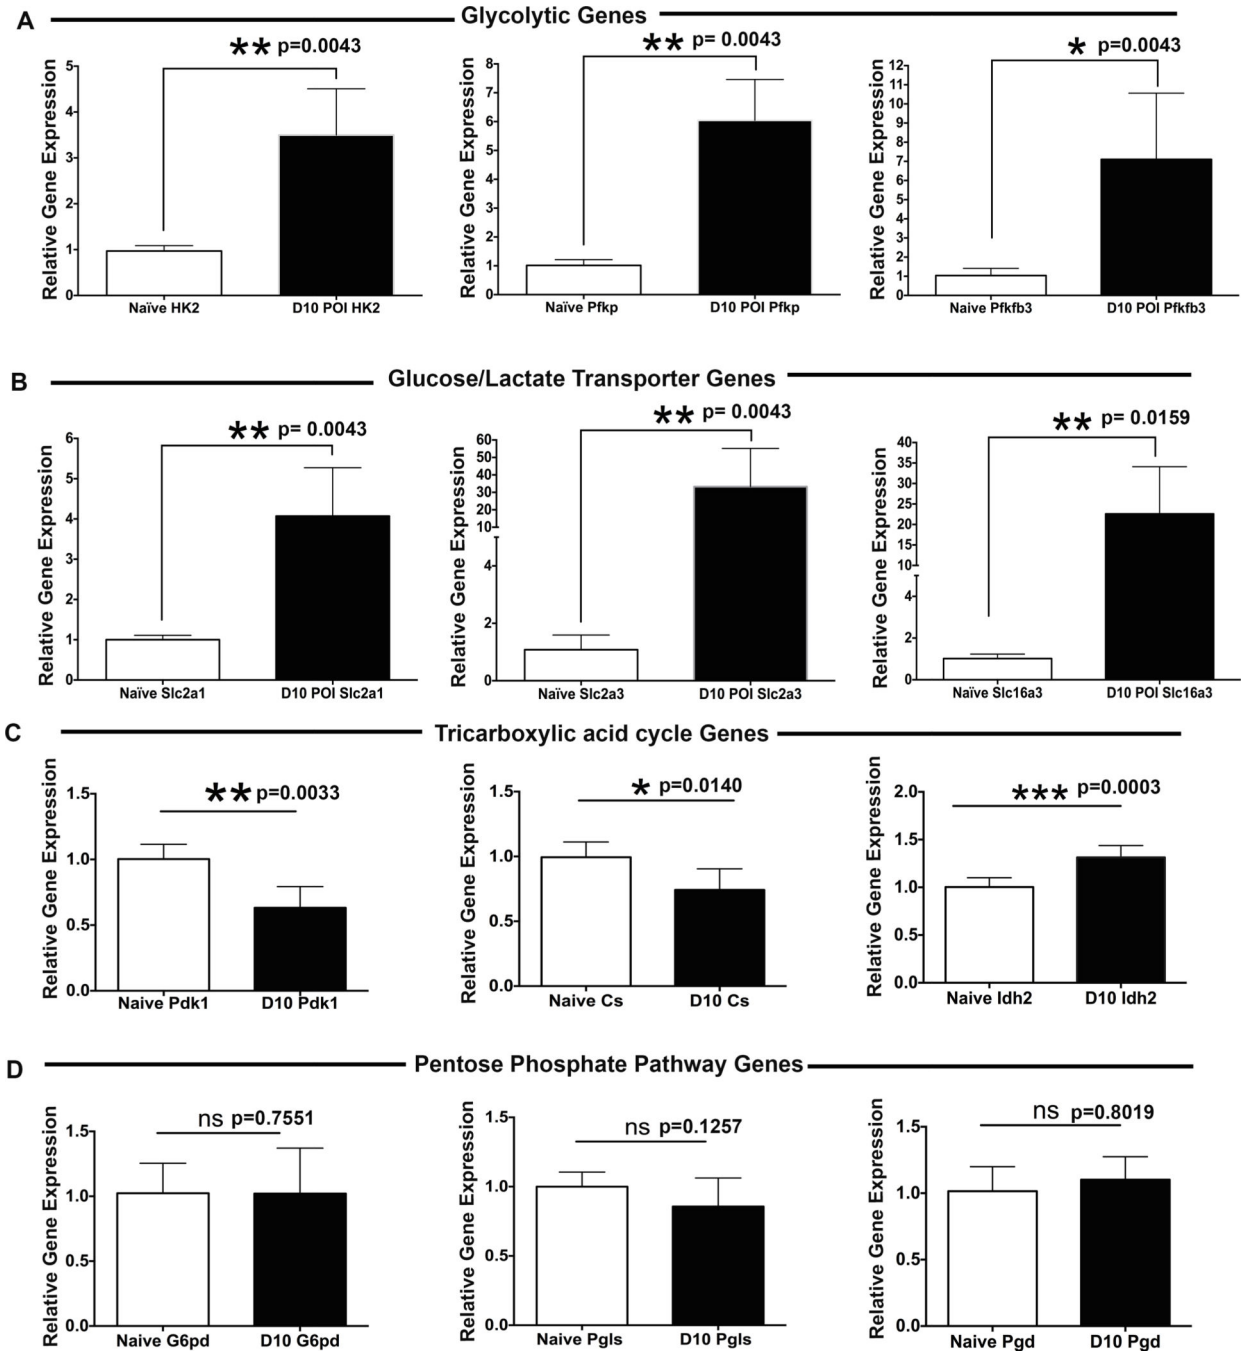 A
Glycolytic Genes
** p=0.0043
Relative Gene Expression
5
4
3
2
1
0
Naïve HK2
D10 POI HK2
** p= 0.0043
Relative Gene Expression
8
7
6
5
4
3
2
1
0
Naïve Pfkp
D10 POI Pfkp
* p=0.0043
Relative Gene Expression
12
11
10
9
8
7
6
5
4
3
2
1
0
Naive Pfkfb3
D10 POI Pfkfb3
B
Glucose/Lactate Transporter Genes
** p= 0.0043
Relative Gene Expression
6
5
4
3
2
1
0
Naïve Slc2a1
D10 POI Slc2a1
** p= 0.0043
Relative Gene Expression
60
50
40
30
20
10
4
2
0
Naïve Slc2a3
D10 POI Slc2a3
** p= 0.0159
Relative Gene Expression
40
35
30
25
20
15
10
4
2
0
Naïve Slc16a3
D10 POI Slc16a3
C
Tricarboxylic acid cycle Genes
** p=0.0033
Relative Gene Expression
1.5
1.0
0.5
0.0
Naive Pdk1
D10 Pdk1
* p=0.0140
Relative Gene Expression
1.5
1.0
0.5
0.0
Naive Cs
D10 Cs
*** p=0.0003
Relative Gene Expression
2.0
1.5
1.0
0.5
0.0
Naive Idh2
D10 Idh2
D
Pentose Phosphate Pathway Genes
ns p=0.7551
Relative Gene Expression
1.5
1.0
0.5
0.0
Naive G6pd
D10 G6pd
ns p=0.1257
Relative Gene Expression
1.5
1.0
0.5
0.0
Naive Pgls
D10 Pgls
ns p=0.8019
Relative Gene Expression
1.5
1.0
0.5
0.0
Naive Pgd
D10 Pgd